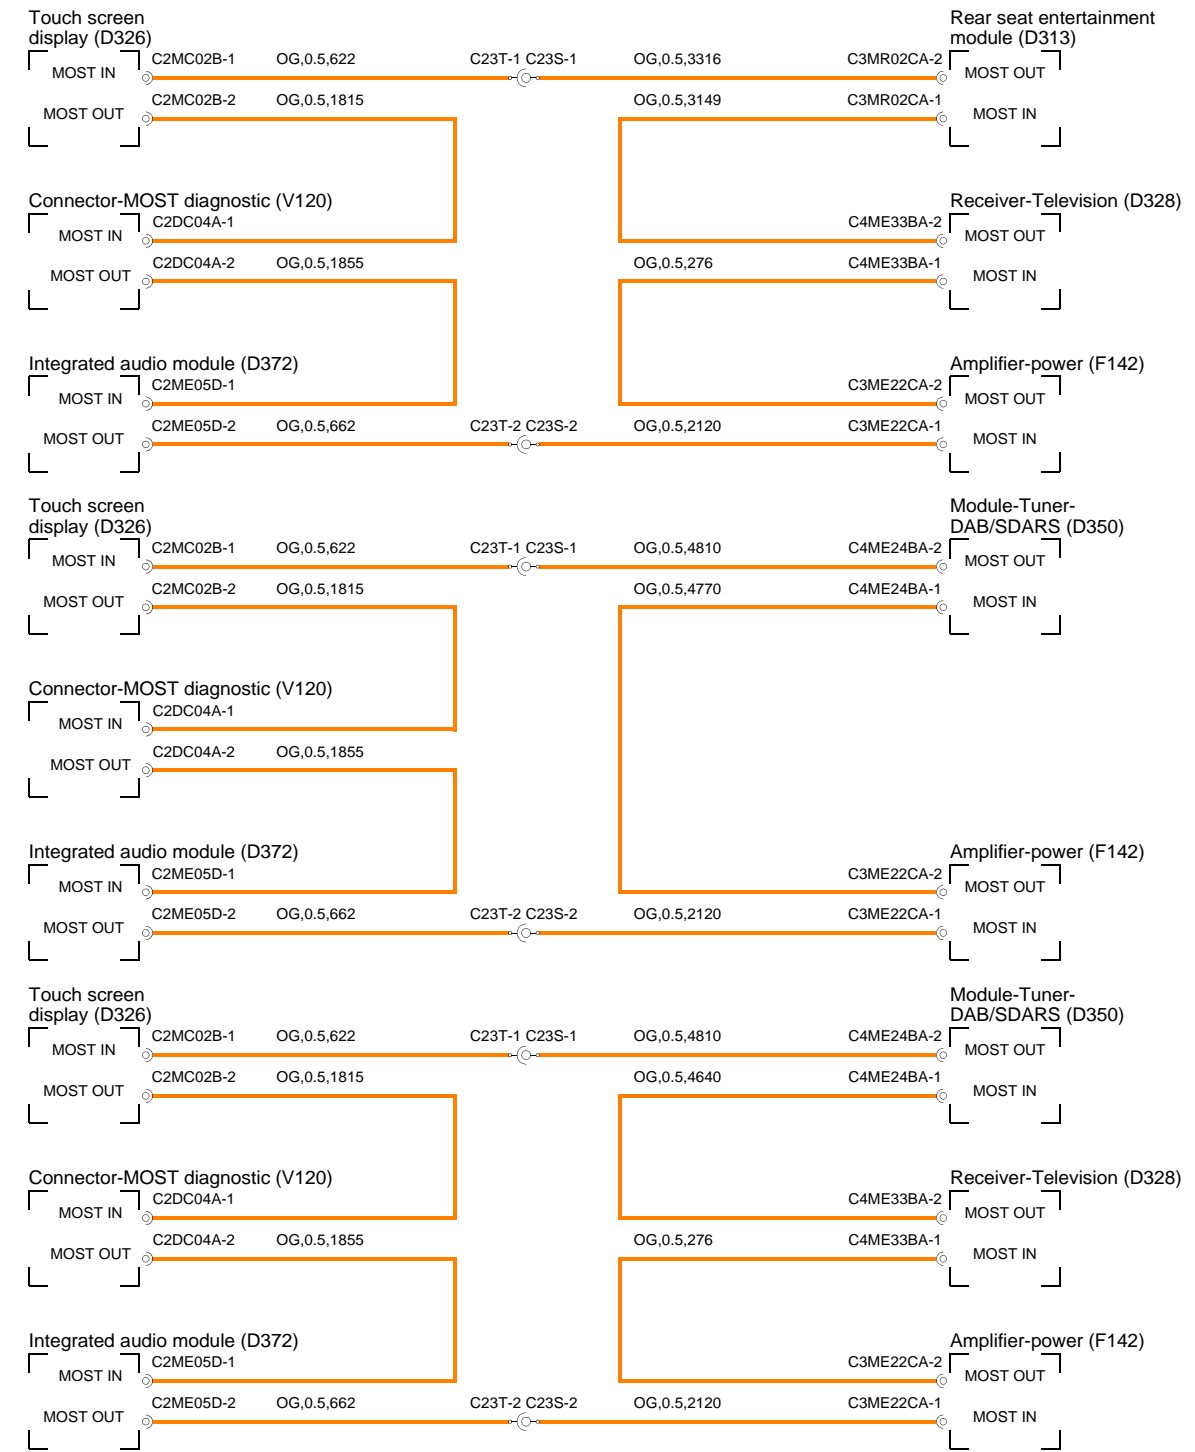 Touch screen
display (D326)
Rear seat entertainment
module (D313)
C2MC02B-1 OG,0.5,622 C23T-1 C23S-1 OG,0.5,3316 C3MR02CA-2
MOST IN MOST OUT
C2MC02B-2 OG,0.5,1815 OG,0.5,3149 C3MR02CA-1
MOST OUT MOST IN
Connector-MOST diagnostic (V120) Receiver-Television (D328)
C2DC04A-1 C4ME33BA-2
MOST IN MOST OUT
C2DC04A-2 OG,0.5,1855 OG,0.5,276 C4ME33BA-1
MOST OUT MOST IN
Integrated audio module (D372) Amplifier-power (F142)
C2ME05D-1 C3ME22CA-2
MOST IN MOST OUT
C2ME05D-2 OG,0.5,662 C23T-2 C23S-2 OG,0.5,2120 C3ME22CA-1
MOST OUT MOST IN
Touch screen
display (D326)
Module-Tuner-
DAB/SDARS (D350)
C2MC02B-1 OG,0.5,622 C23T-1 C23S-1 OG,0.5,4810 C4ME24BA-2
MOST IN MOST OUT
C2MC02B-2 OG,0.5,1815 OG,0.5,4770 C4ME24BA-1
MOST OUT MOST IN
Connector-MOST diagnostic (V120)
C2DC04A-1
MOST IN
C2DC04A-2 OG,0.5,1855
MOST OUT
Integrated audio module (D372) Amplifier-power (F142)
C2ME05D-1 C3ME22CA-2
MOST IN MOST OUT
C2ME05D-2 OG,0.5,662 C23T-2 C23S-2 OG,0.5,2120 C3ME22CA-1
MOST OUT MOST IN
Touch screen
display (D326)
Module-Tuner-
DAB/SDARS (D350)
C2MC02B-1 OG,0.5,622 C23T-1 C23S-1 OG,0.5,4810 C4ME24BA-2
MOST IN MOST OUT
C2MC02B-2 OG,0.5,1815 OG,0.5,4640 C4ME24BA-1
MOST OUT MOST IN
Connector-MOST diagnostic (V120) Receiver-Television (D328)
C2DC04A-1 C4ME33BA-2
MOST IN MOST OUT
C2DC04A-2 OG,0.5,1855 OG,0.5,276 C4ME33BA-1
MOST OUT MOST IN
Integrated audio module (D372) Amplifier-power (F142)
C2ME05D-1 C3ME22CA-2
MOST IN MOST OUT
C2ME05D-2 OG,0.5,662 C23T-2 C23S-2 OG,0.5,2120 C3ME22CA-1
MOST OUT MOST IN